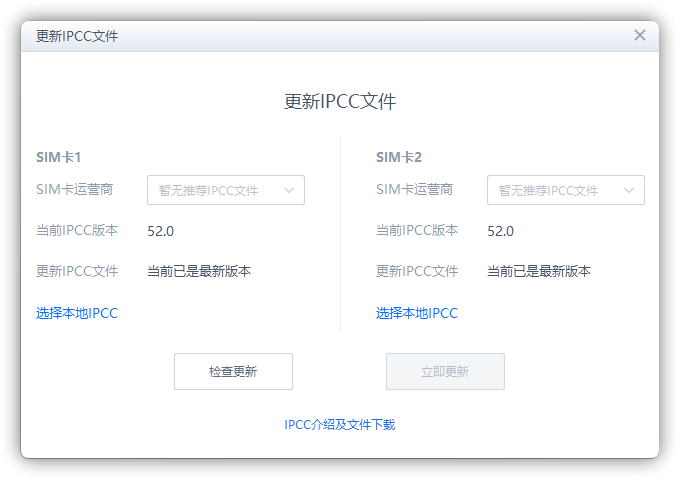 更新IPCC文件
更新IPCC文件
SIM卡1
SIM卡运营商 暂无推荐IPCC文件
当前IPCC版本 52.0
更新IPCC文件 当前已是最新版本
选择本地IPCC
SIM卡2
SIM卡运营商 暂无推荐IPCC文件
当前IPCC版本 52.0
更新IPCC文件 当前已是最新版本
选择本地IPCC
检查更新 立即更新
IPCC介绍及文件下载